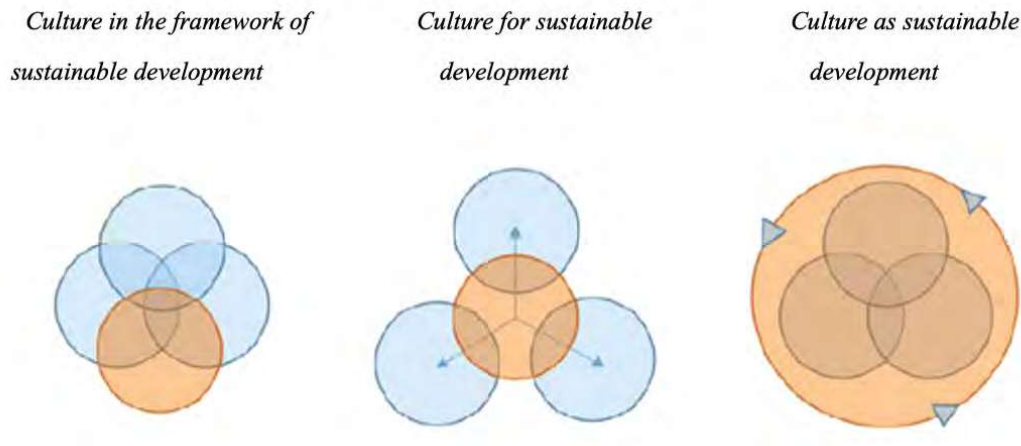 Culture in the framework of
sustainable development
Culture for sustainable
development
Culture as sustainable
development